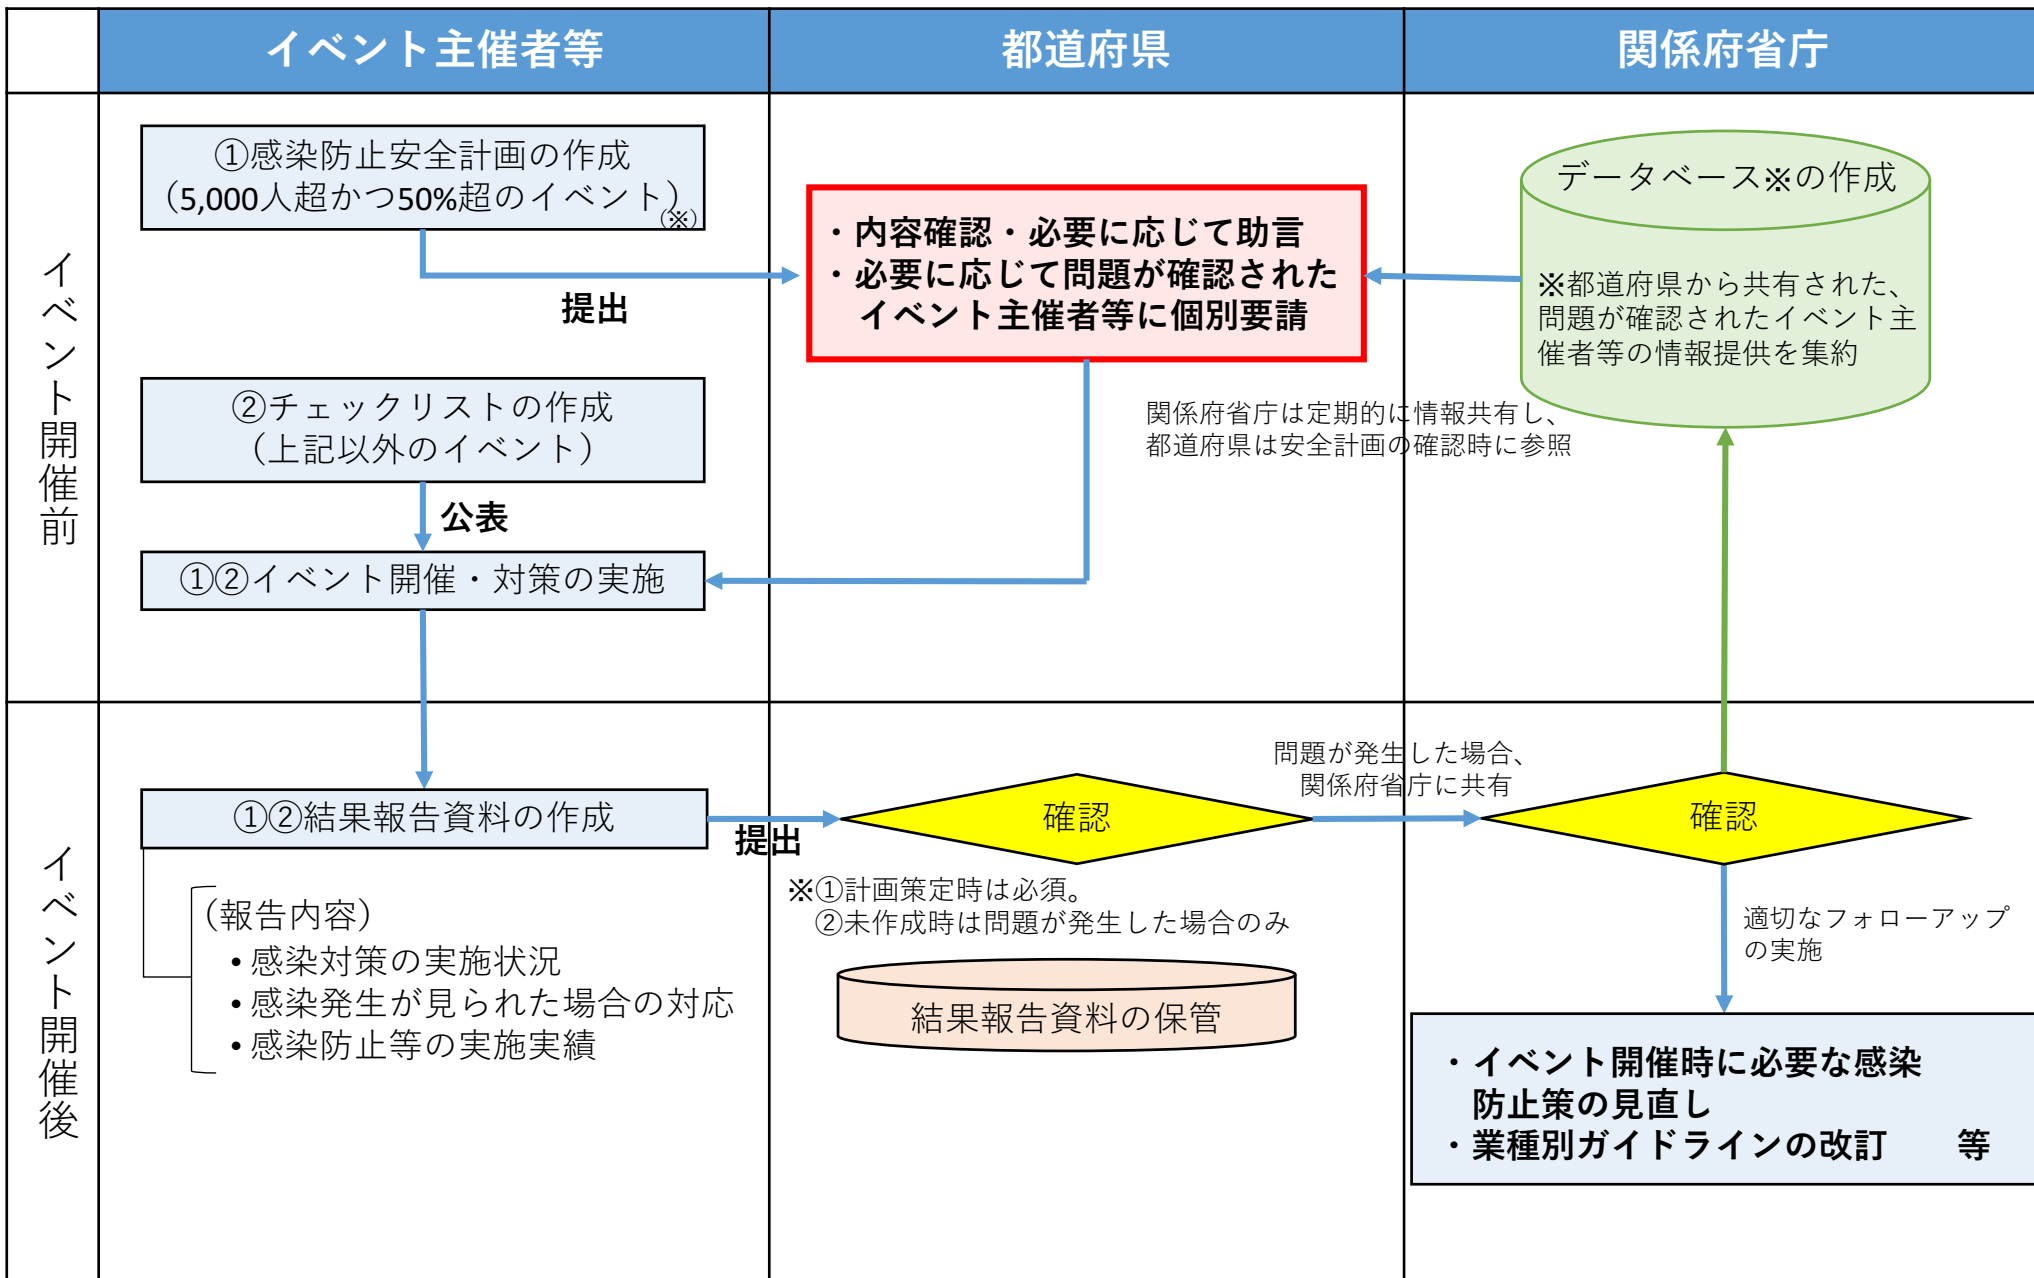 イベント主催者等
都道府県
関係府省庁
イベント開催前
①感染防止安全計画の作成
（5,000人超かつ50%超のイベント）
（※）
提出
②チェックリストの作成
（上記以外のイベント）
公表
①②イベント開催・対策の実施
・内容確認・必要に応じて助言
・必要に応じて問題が確認された
イベント主催者等に個別要請
関係府省庁は定期的に情報共有し、
都道府県は安全計画の確認時に参照
データベース※の作成
※都道府県から共有された、
問題が確認されたイベント主
催者等の情報提供を集約
イベント開催後
①②結果報告資料の作成
提出
（報告内容）
• 感染対策の実施状況
• 感染発生が見られた場合の対応
• 感染防止等の実施実績
確認
※①計画策定時は必須。
②未作成時は問題が発生した場合のみ
結果報告資料の保管
問題が発生した場合、
関係府省庁に共有
確認
適切なフォローアップ
の実施
・イベント開催時に必要な感染
防止策の見直し
・業種別ガイドラインの改訂　　等